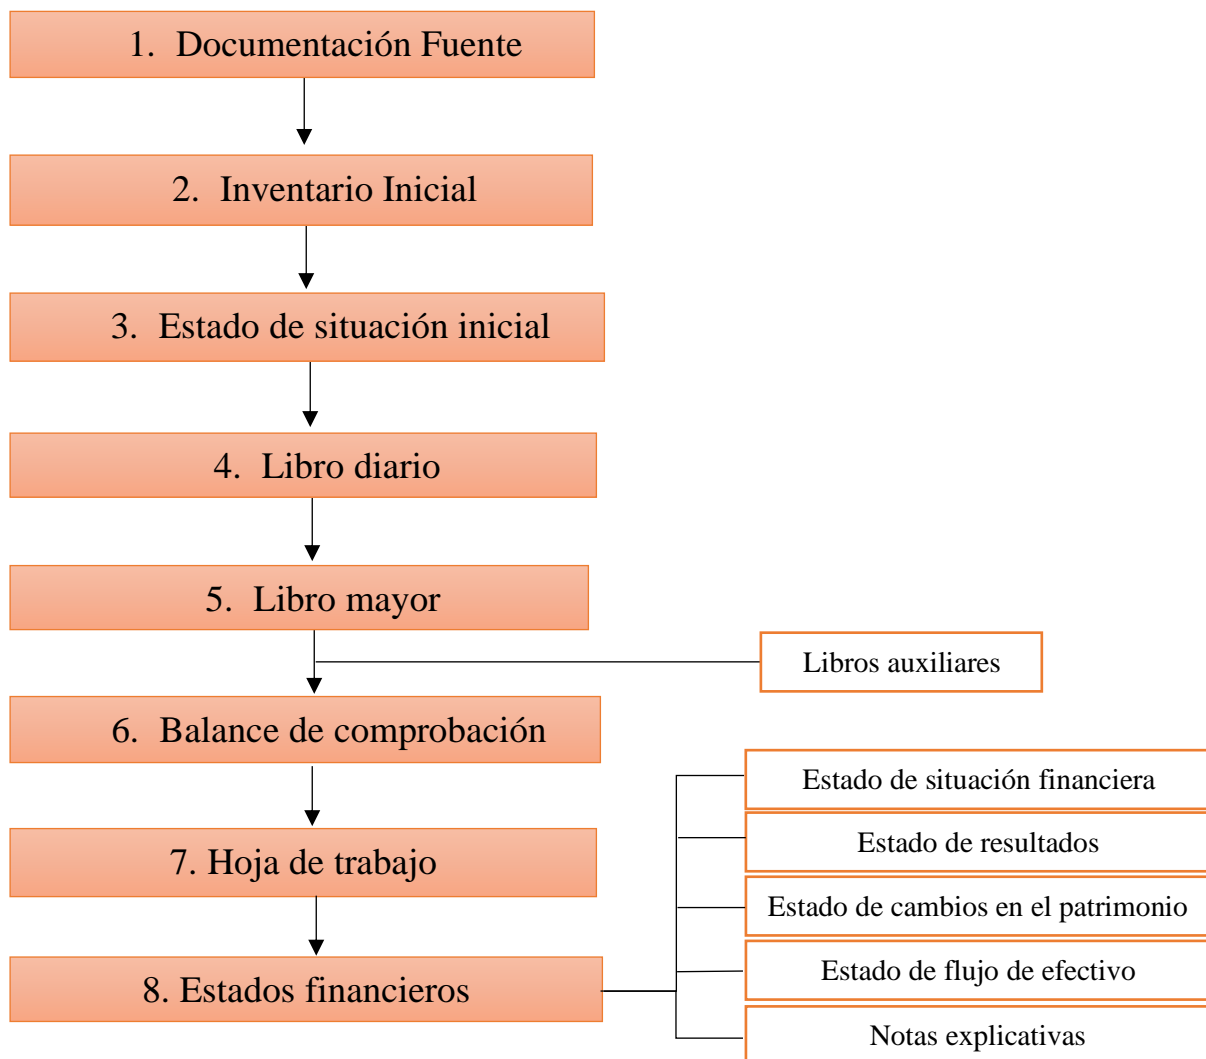 1. Documentación Fuente
2. Inventario Inicial
3. Estado de situación inicial
4. Libro diario
5. Libro mayor
Libros auxiliares
6. Balance de comprobación
7. Hoja de trabajo
8. Estados financieros
Estado de situación financiera
Estado de resultados
Estado de cambios en el patrimonio
Estado de flujo de efectivo
Notas explicativas